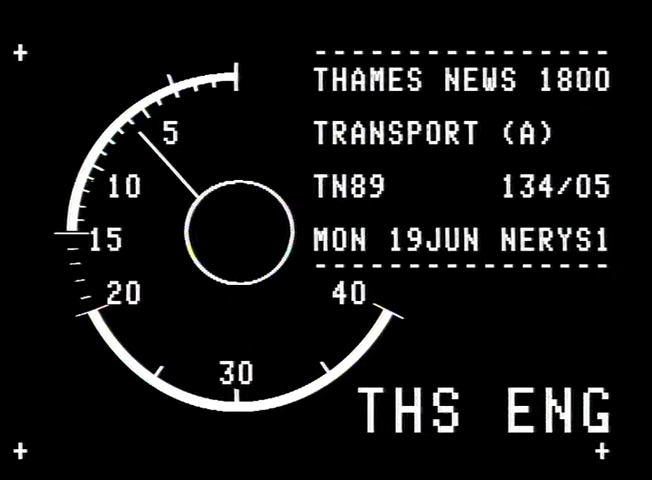 THAMES NEWS 1800
TRANSPORT (A)
TN89 134/05
MON 19JUN NERYS1
5
10
15
20
40
30
THS ENG